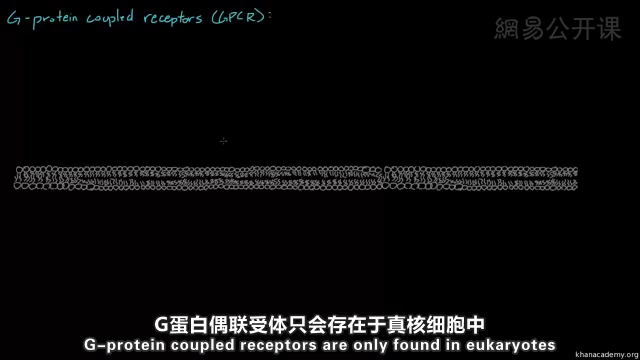 G-protein coupled receptors (GPCR):
網易公开课
G蛋白偶联受体只会存在于真核细胞中
G-protein coupled receptors are only found in eukaryotes
khanacademy.org